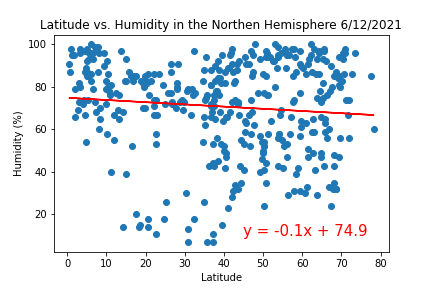 Latitude vs. Humidity in the Northen Hemisphere 6/12/2021
100
80
60
40
20
Humidity (%)
y = -0.1x + 74.9
0 10 20 30 40 50 60 70 80
Latitude